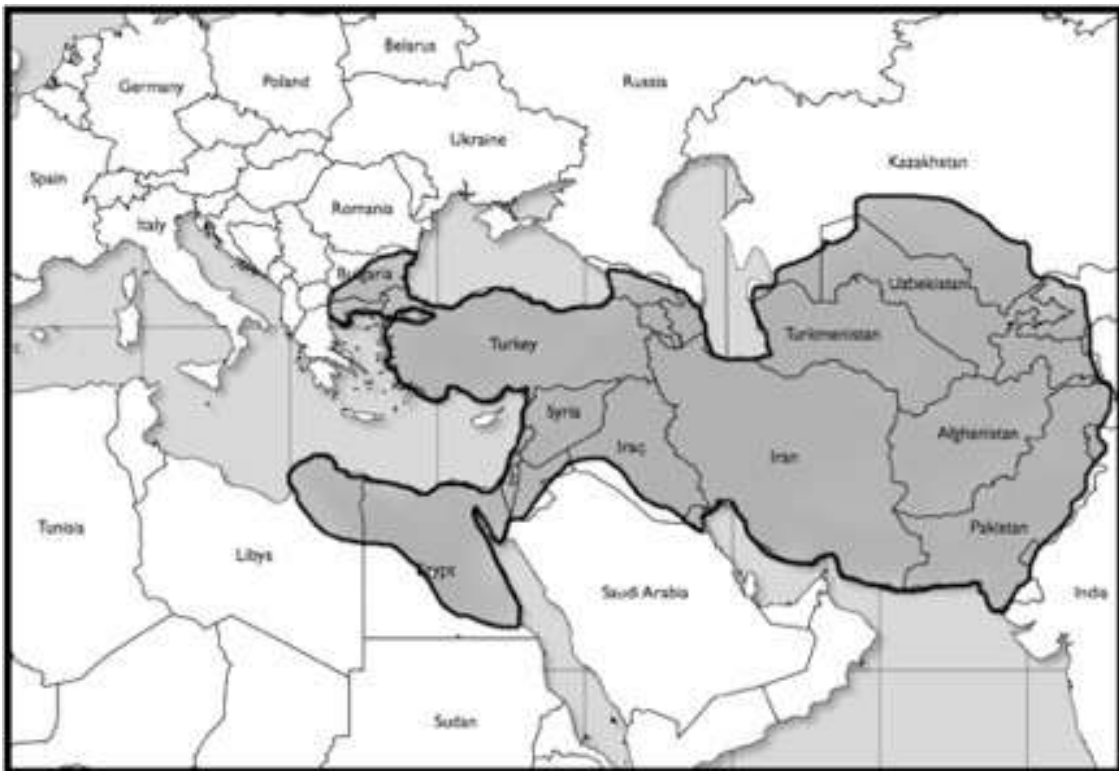 Belarus
Germany
Poland
Russia
Ukraine
Kazakhstan
Spain
Romania
Italy
Bulgaria
Uzbekistan
Turkmenistan
Turkey
Syria
Afghanistan
Iraq
Iran
Tunisia
Pakistan
Libys
Egypt
Saudi Arabia
India
Sudan